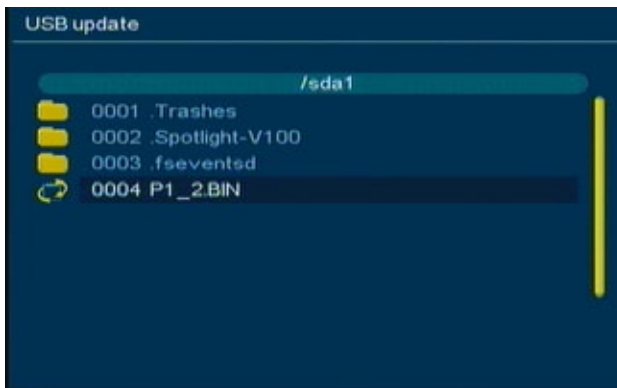 USB update
/sda1
0001 .Trashes
0002 .Spotlight-V100
0003 .fseventsd
0004 P1_2.BIN